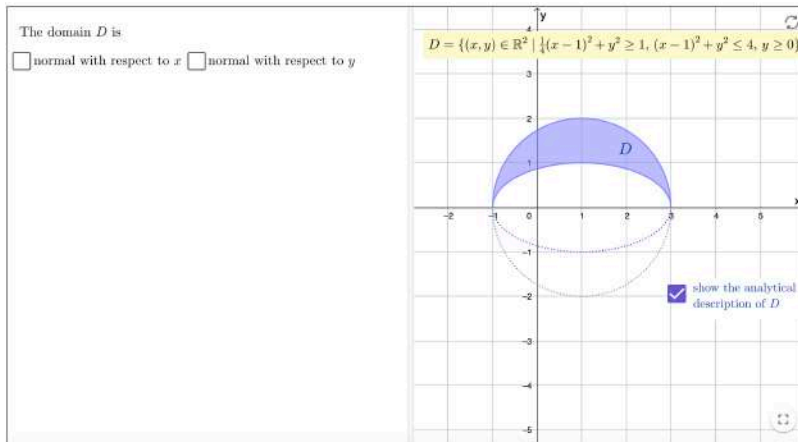 The domain D is
normal with respect to x normal with respect to y
y
D = {(x, y) ∈ ℝ² | ¼(x − 1)² + y² ≥ 1, (x − 1)² + y² ≤ 4, y ≥ 0}
4
3
2
D
1
x
−2 −1 0 1 2 3 4 5
−1
−2
show the analytical
description of D
−3
−4
−5